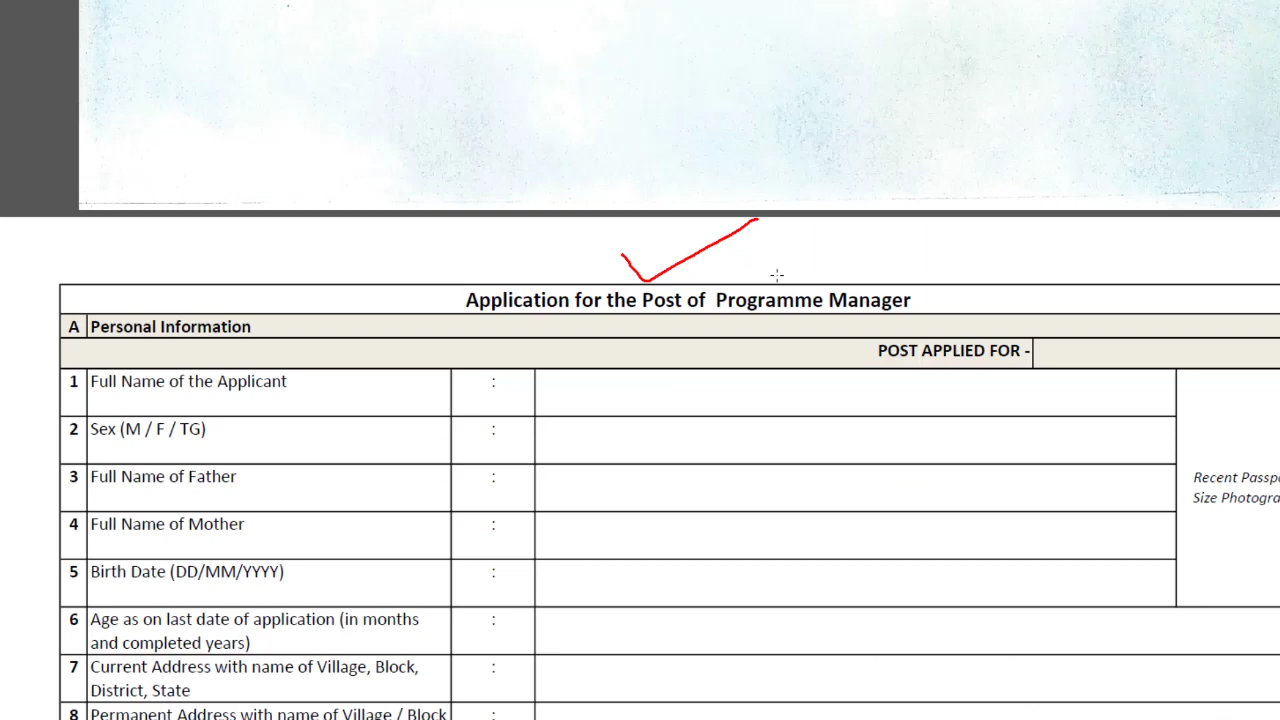 Application for the Post of  Programme Manager
A Personal Information
POST APPLIED FOR -
1 Full Name of the Applicant :
2 Sex (M / F / TG) :
3 Full Name of Father :
Recent
Size
4 Full Name of Mother :
5 Birth Date (DD/MM/YYYY) :
6 Age as on last date of application (in months :
and completed years)
7 Current Address with name of Village, Block, :
District, State
8 Permanent Address with name of Village / Block :